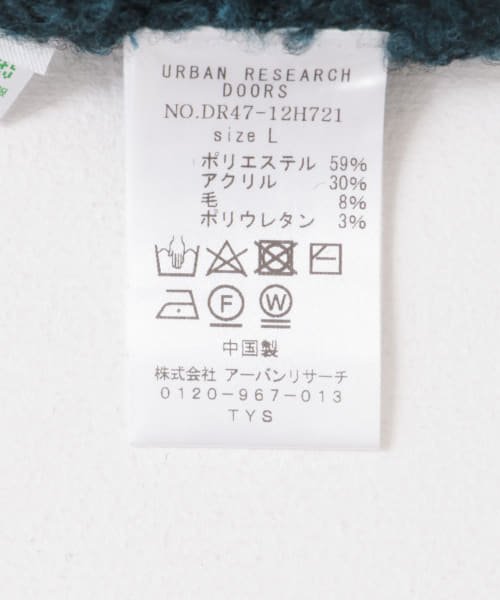 URBAN RESEARCH
DOORS
NO.DR47-12H721
size L
ポリエステル 59%
アクリル 30%
毛 8%
ポリウレタン 3%
F W
中国製
株式会社 アーバンリサーチ
0120-967-013
TYS